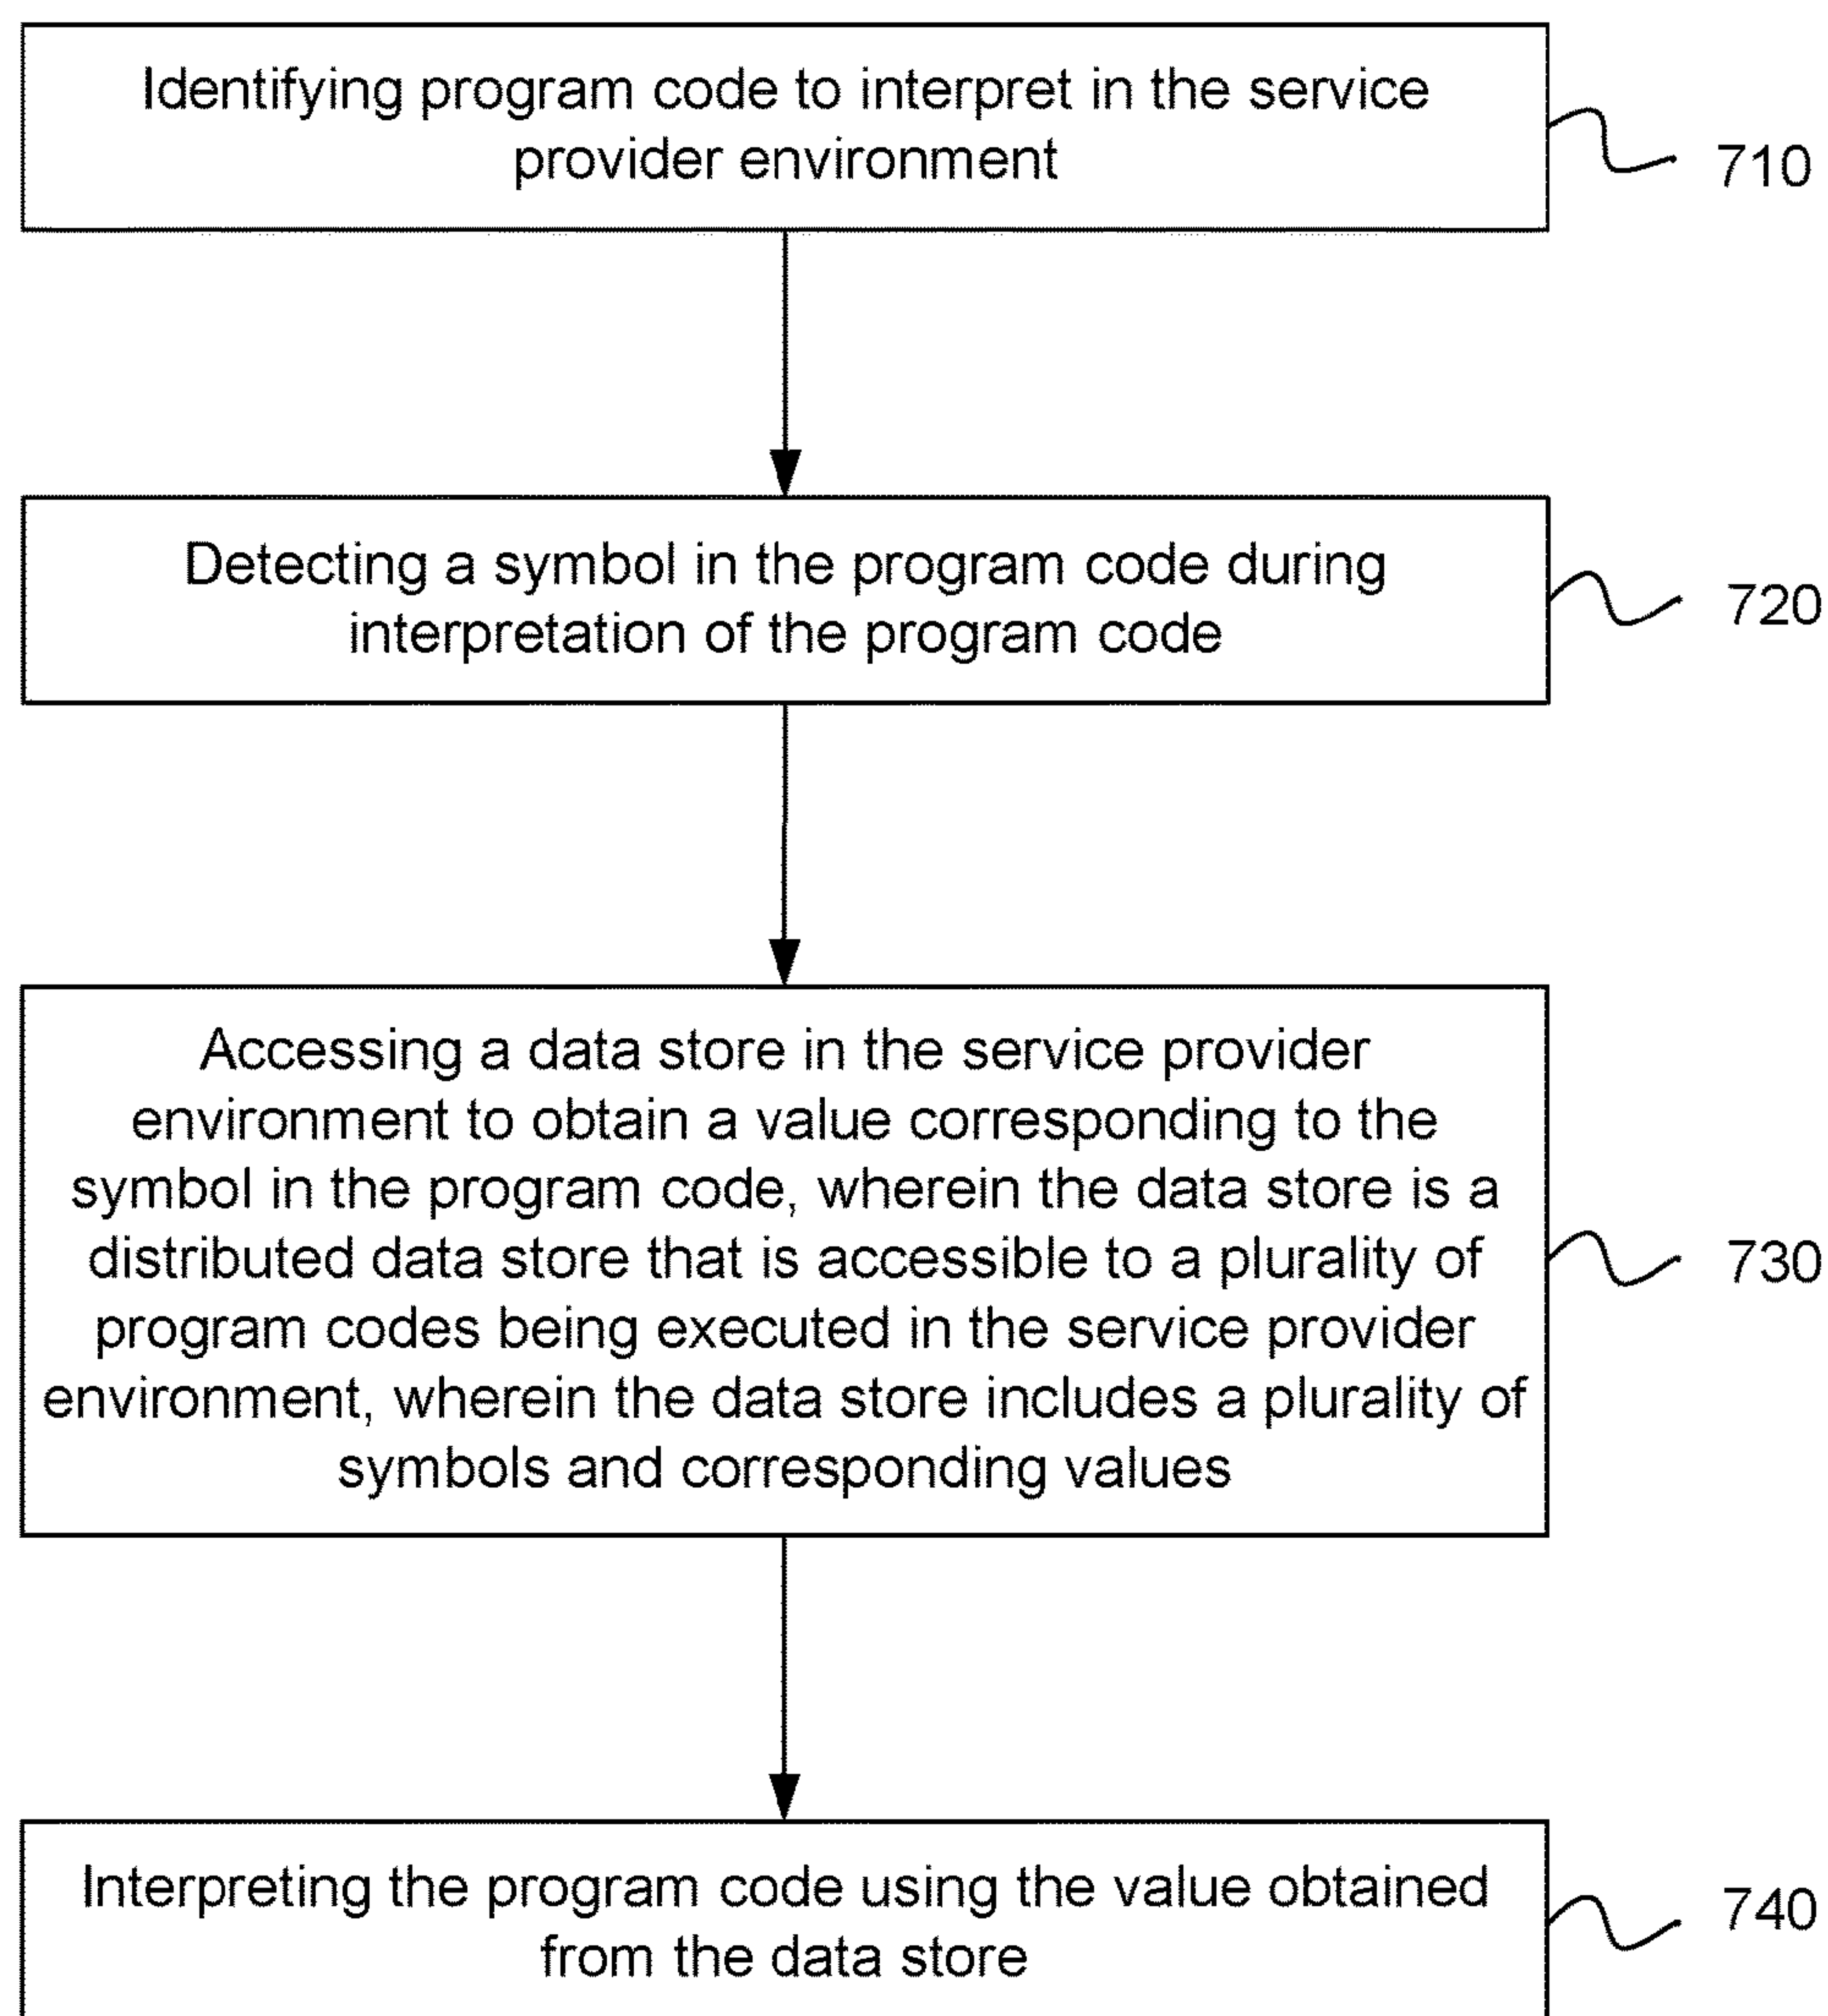 Identifying program code to interpret in the service
provider environment
710
Detecting a symbol in the program code during
interpretation of the program code
720
Accessing a data store in the service provider
environment to obtain a value corresponding to the
symbol in the program code, wherein the data store is a
distributed data store that is accessible to a plurality of
program codes being executed in the service provider
environment, wherein the data store includes a plurality of
symbols and corresponding values
730
Interpreting the program code using the value obtained
from the data store
740